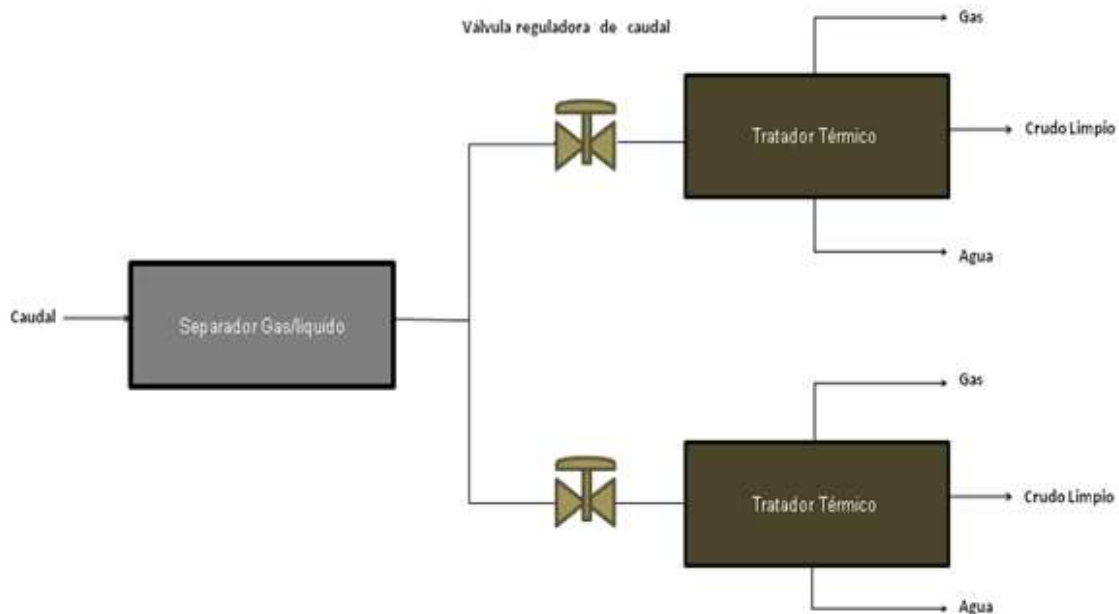 Gas
Válvula reguladora de caudal
Tratador Térmico
Crudo Limpio
Agua
Caudal
Separador Gas/líquido
Gas
Tratador Térmico
Crudo Limpio
Agua